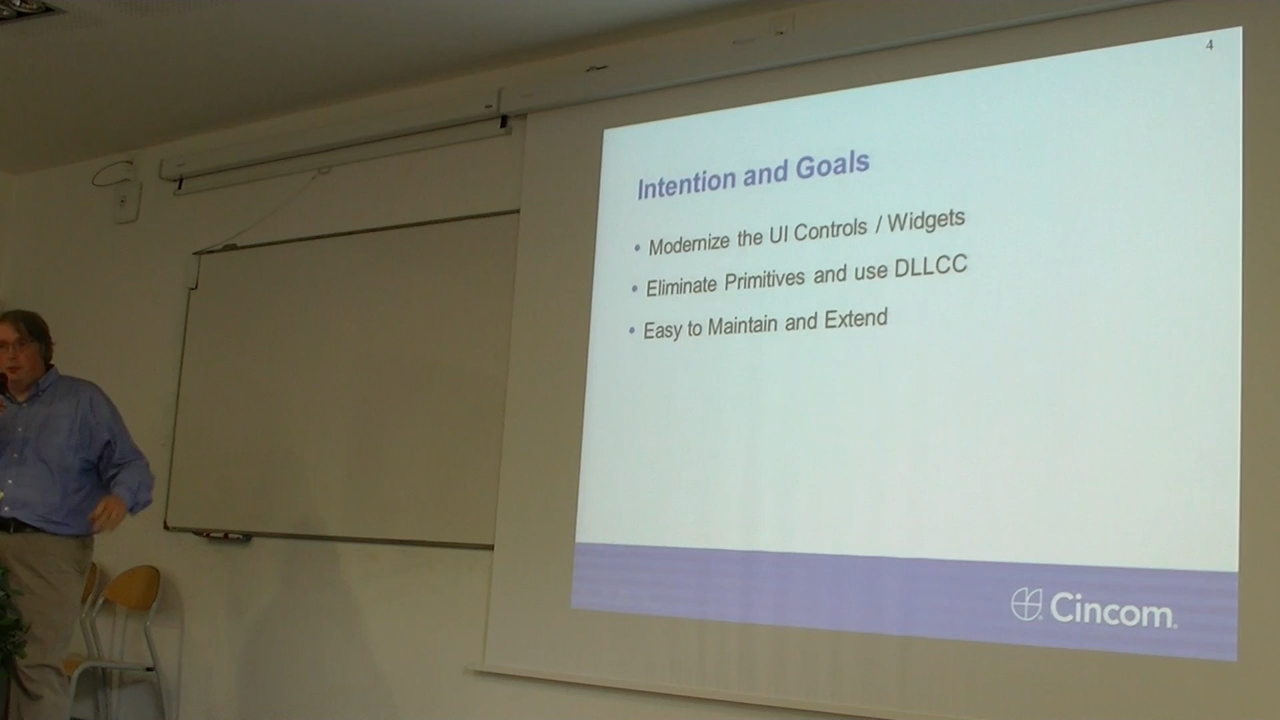 4
Intention and Goals
• Modernize the UI Controls / Widgets
• Eliminate Primitives and use DLLCC
• Easy to Maintain and Extend
Cincom